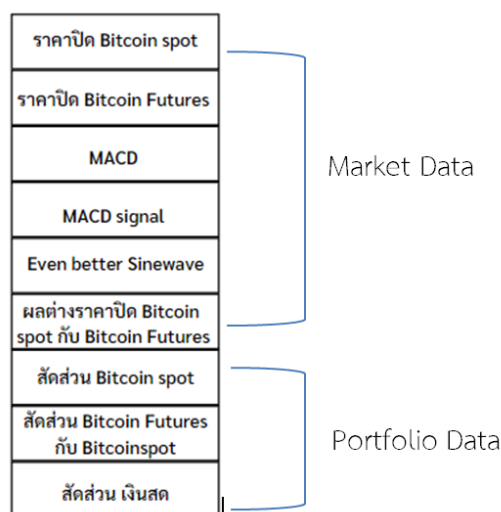 ราคาปิด Bitcoin spot
ราคาปิด Bitcoin Futures
MACD
MACD signal
Even better Sinewave
ผลต่างราคาปิด Bitcoin
spot กับ Bitcoin Futures
Market Data
สัดส่วน Bitcoin spot
สัดส่วน Bitcoin Futures
กับ Bitcoinspot
สัดส่วน เงินสด
Portfolio Data